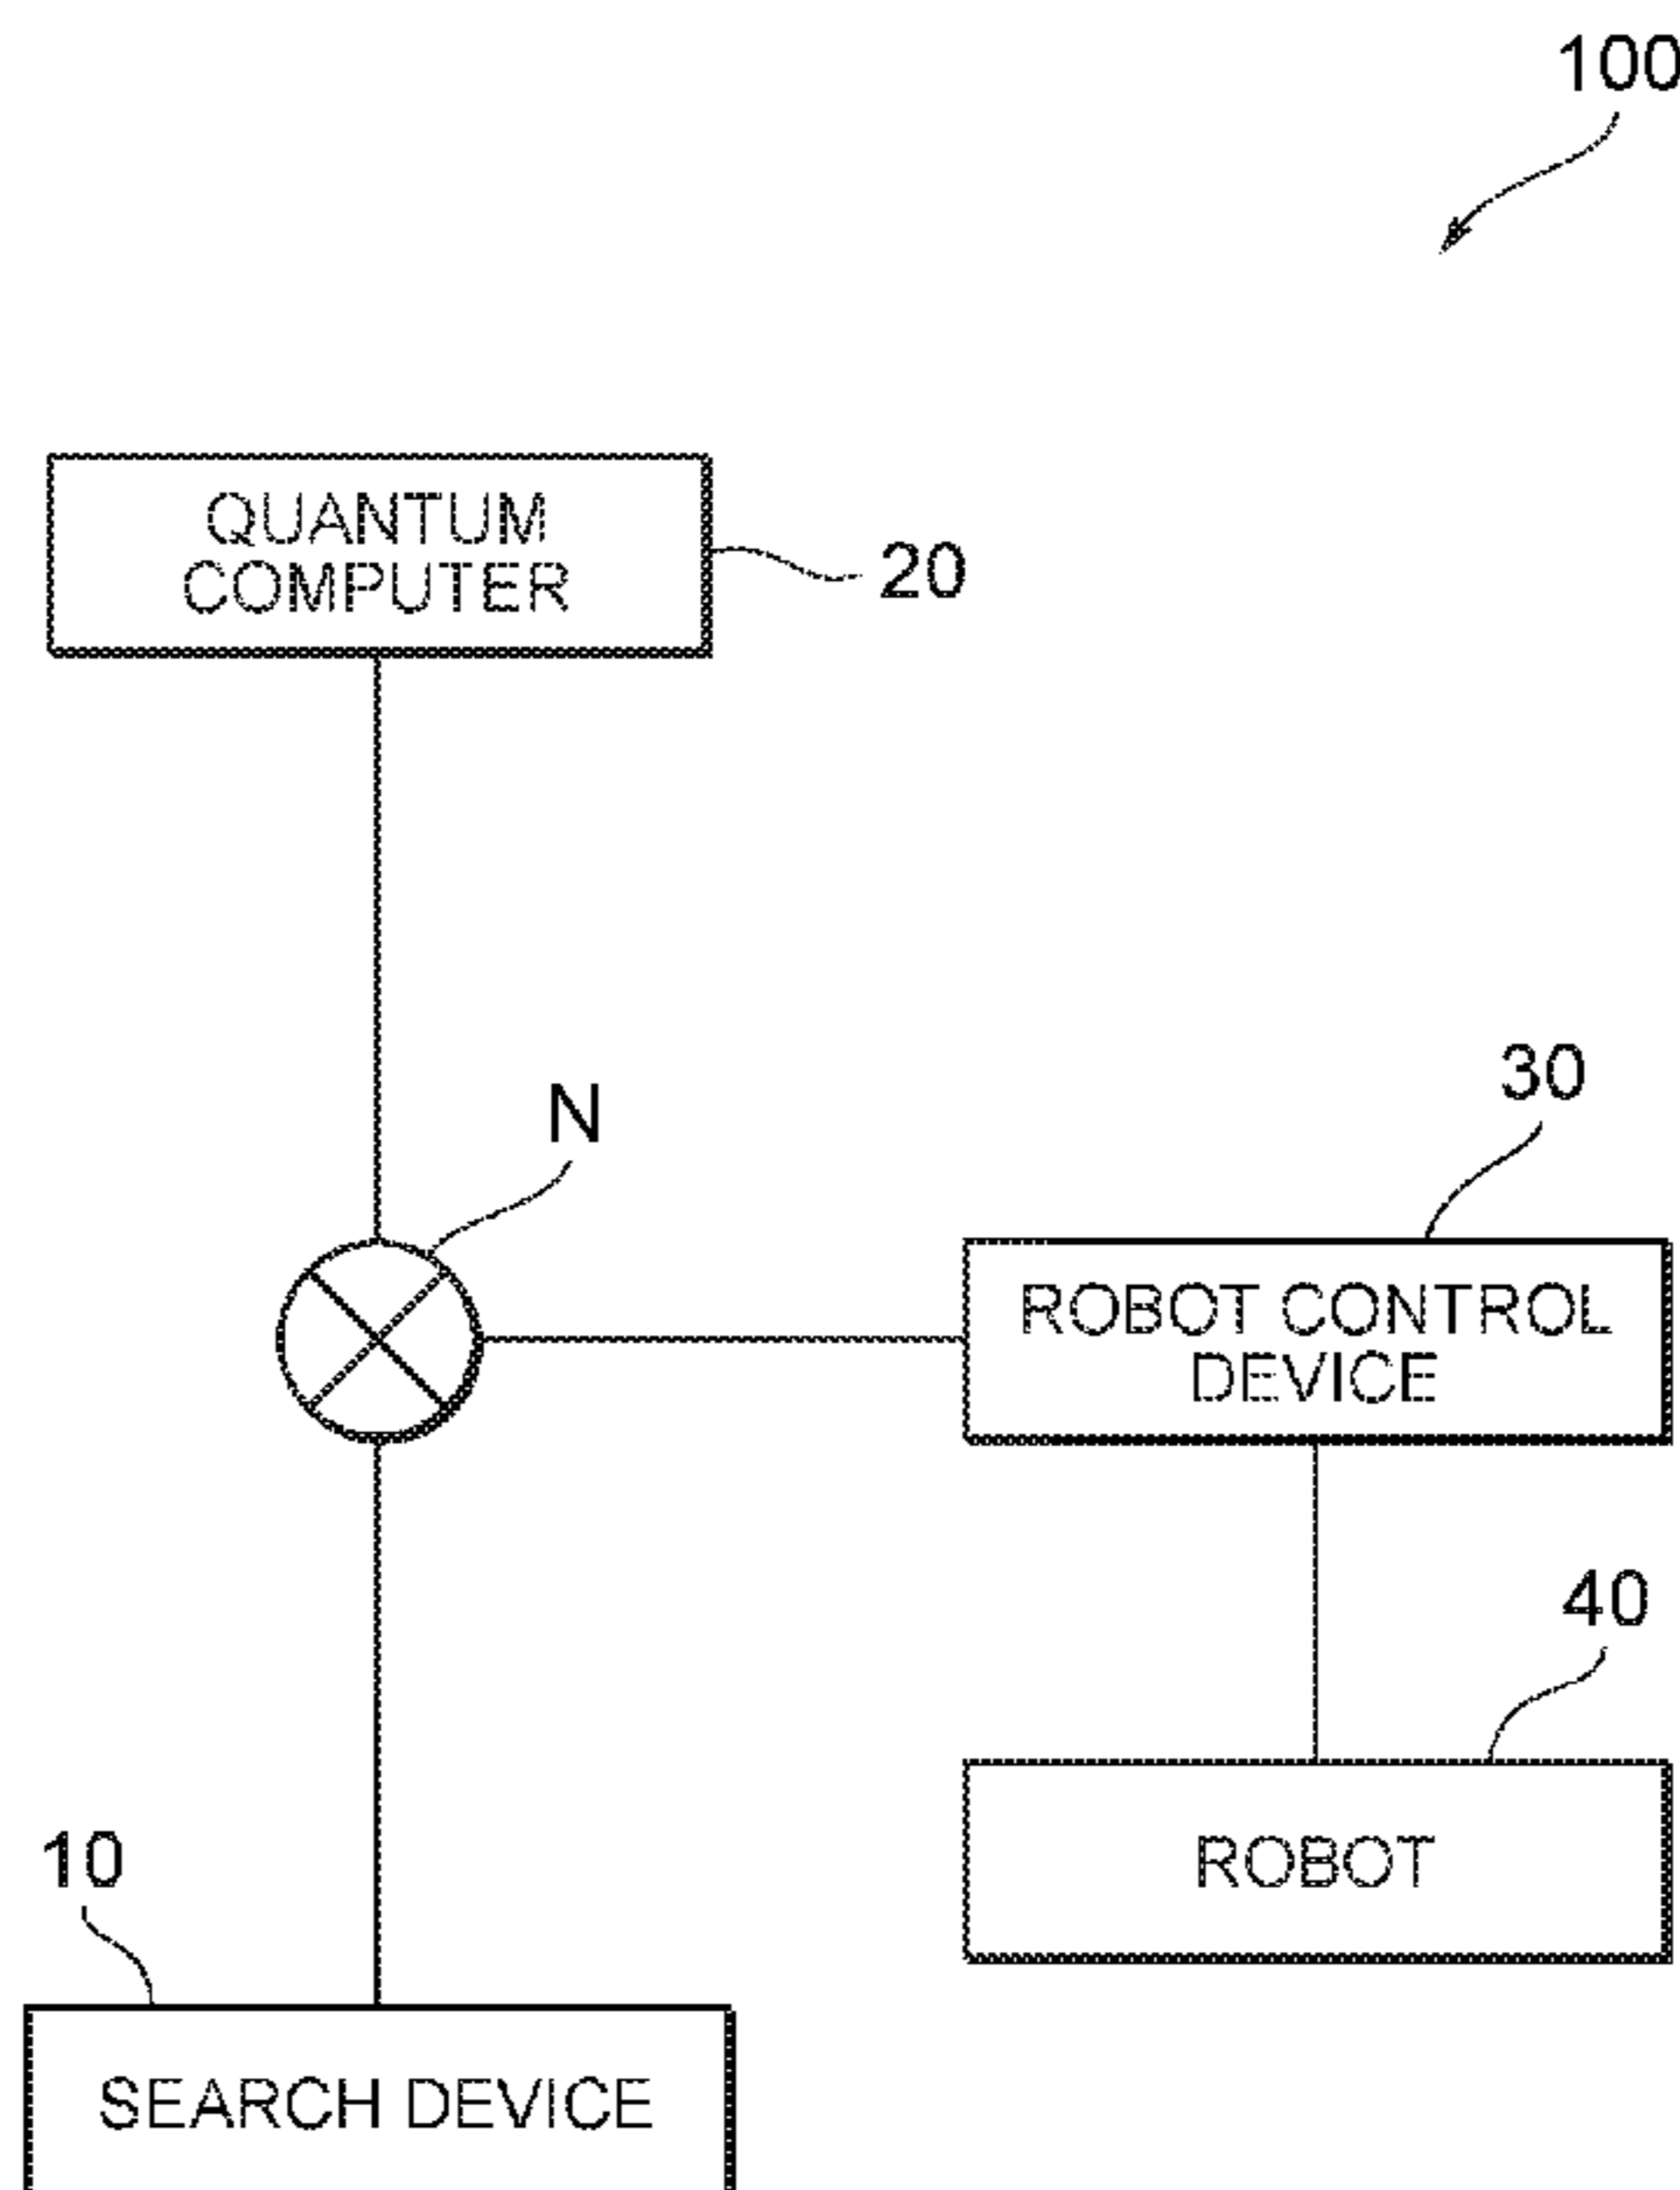 100
QUANTUM
COMPUTER
20
N
30
ROBOT CONTROL
DEVICE
40
ROBOT
10
SEARCH DEVICE